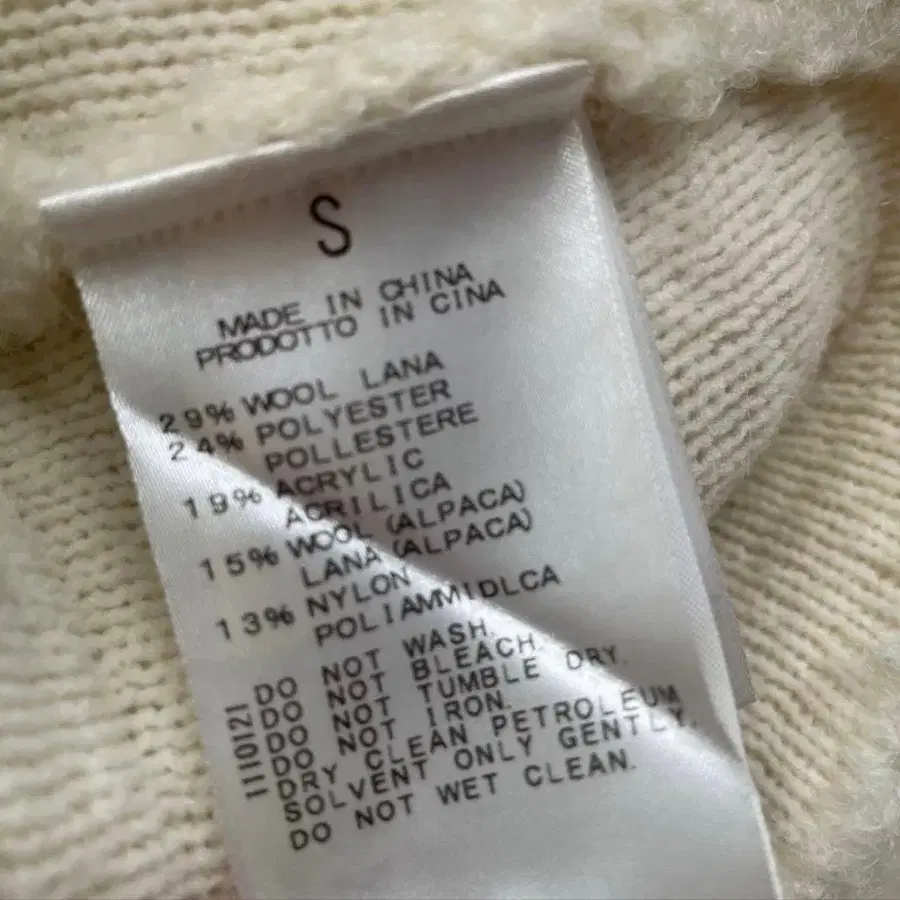 S
MADE IN CHINA
PRODOTTO IN CINA
29% WOOL LANA
24% POLYESTER
POLLESTERE
19% ACRYLIC
ACRILICA
15% WOOL (ALPACA)
LANA (ALPACA)
13% NYLON
POLIAMMIDLCA
DO NOT WASH.
DO NOT BLEACH.
DO NOT TUMBLE DRY.
DO NOT IRON.
DRY CLEAN PETROLEUM
SOLVENT ONLY GENTLY.
DO NOT WET CLEAN.
1110121